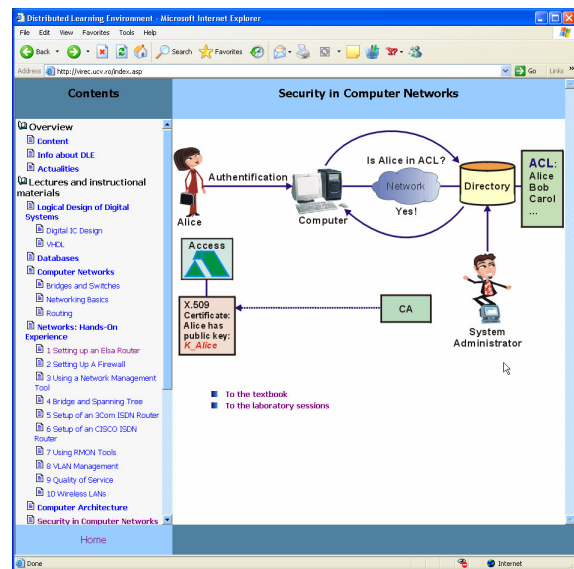 Distributed Learning Environment - Microsoft Internet Explorer
File Edit View Favorites Tools Help
Back Search Favorites
Address http://virec.ucv.ro/index.asp Go Links »
Contents
Security in Computer Networks
Overview
Content
Info about DLE
Actualities
Lectures and instructional
materials
Logical Design of Digital
Systems
Digital IC Design
VHDL
Databases
Computer Networks
Bridges and Switches
Networking Basics
Routing
Networks: Hands-On
Experience
1 Setting up an Elsa Router
2 Setting Up A Firewall
3 Using a Network Management
Tool
4 Bridge and Spanning Tree
5 Setup of an 3Com ISDN Router
6 Setup of an CISCO ISDN
Router
7 Using RMON Tools
8 VLAN Management
9 Quality of Service
10 Wireless LANs
Computer Architecture
Security in Computer Networks
Home
Is Alice in ACL?
Authentification
Network
Directory
ACL:
Alice
Bob
Carol
...
Alice
Computer
Yes!
Access
X.509
Certificate:
Alice has
public key:
K_Alice
CA
System
Administrator
To the textbook
To the laboratory sessions
Done
Internet